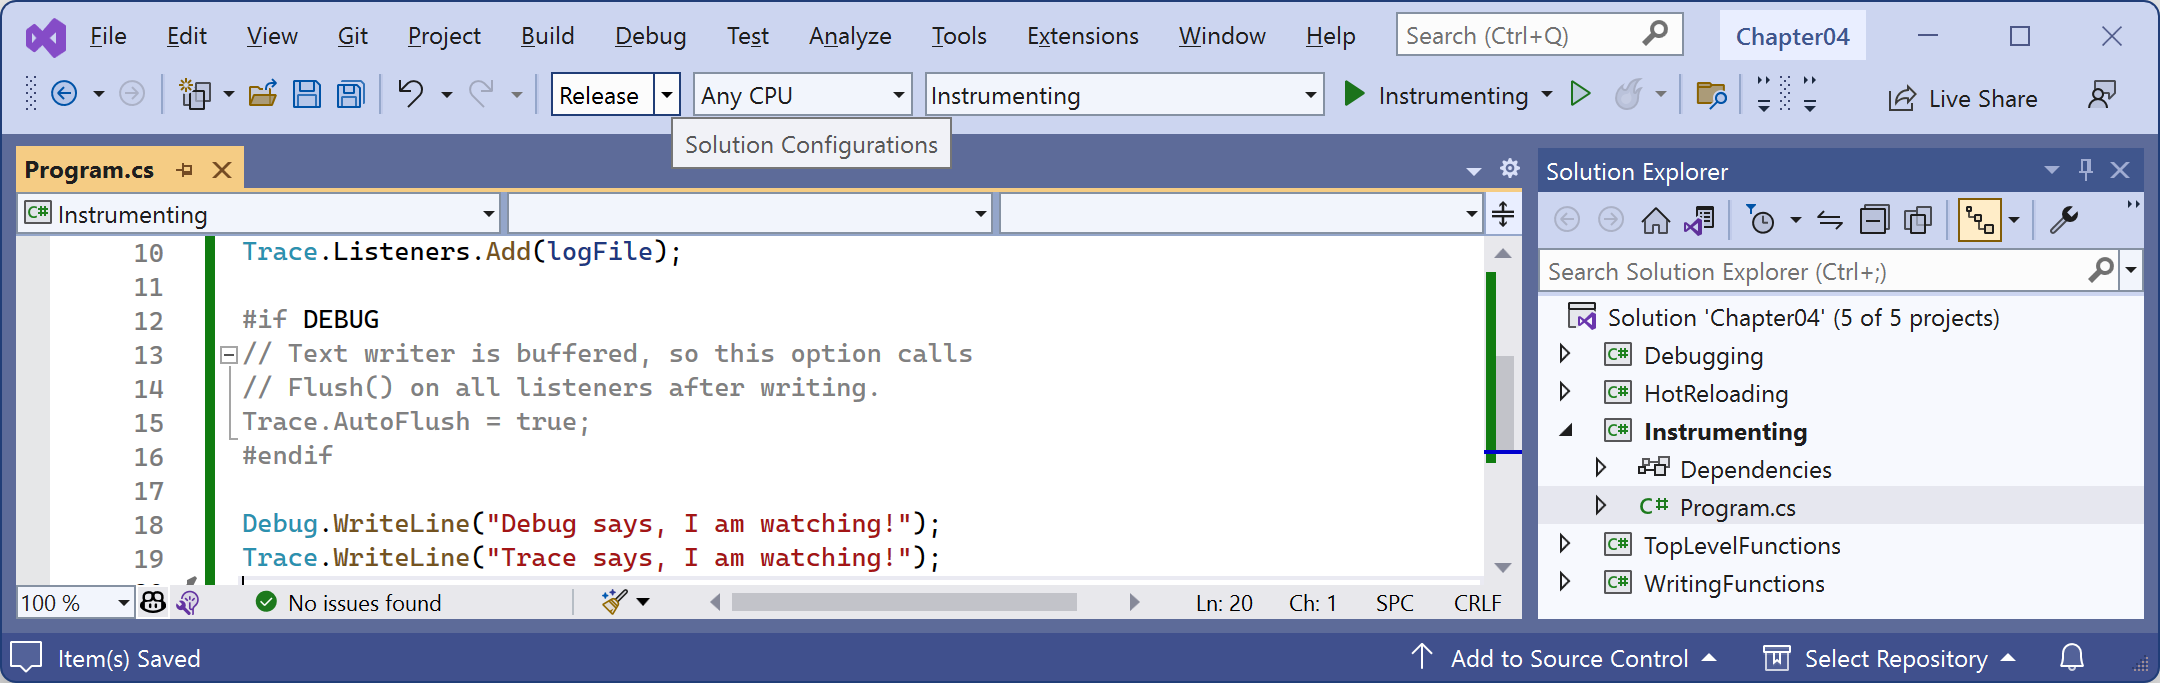 File Edit View Git Project Build Debug Test Analyze Tools Extensions Window Help Search (Ctrl+Q) Chapter04
Release Any CPU Instrumenting Instrumenting Live Share
Solution Configurations
Program.cs
Instrumenting
10 Trace.Listeners.Add(logFile);
11
12 #if DEBUG
13 // Text writer is buffered, so this option calls
14 // Flush() on all listeners after writing.
15 Trace.AutoFlush = true;
16 #endif
17
18 Debug.WriteLine("Debug says, I am watching!");
19 Trace.WriteLine("Trace says, I am watching!");
100 % No issues found Ln: 20 Ch: 1 SPC CRLF
Solution Explorer
Search Solution Explorer (Ctrl+;)
Solution 'Chapter04' (5 of 5 projects)
C# Debugging
C# HotReloading
C# Instrumenting
Dependencies
C# Program.cs
C# TopLevelFunctions
C# WritingFunctions
Item(s) Saved Add to Source Control Select Repository